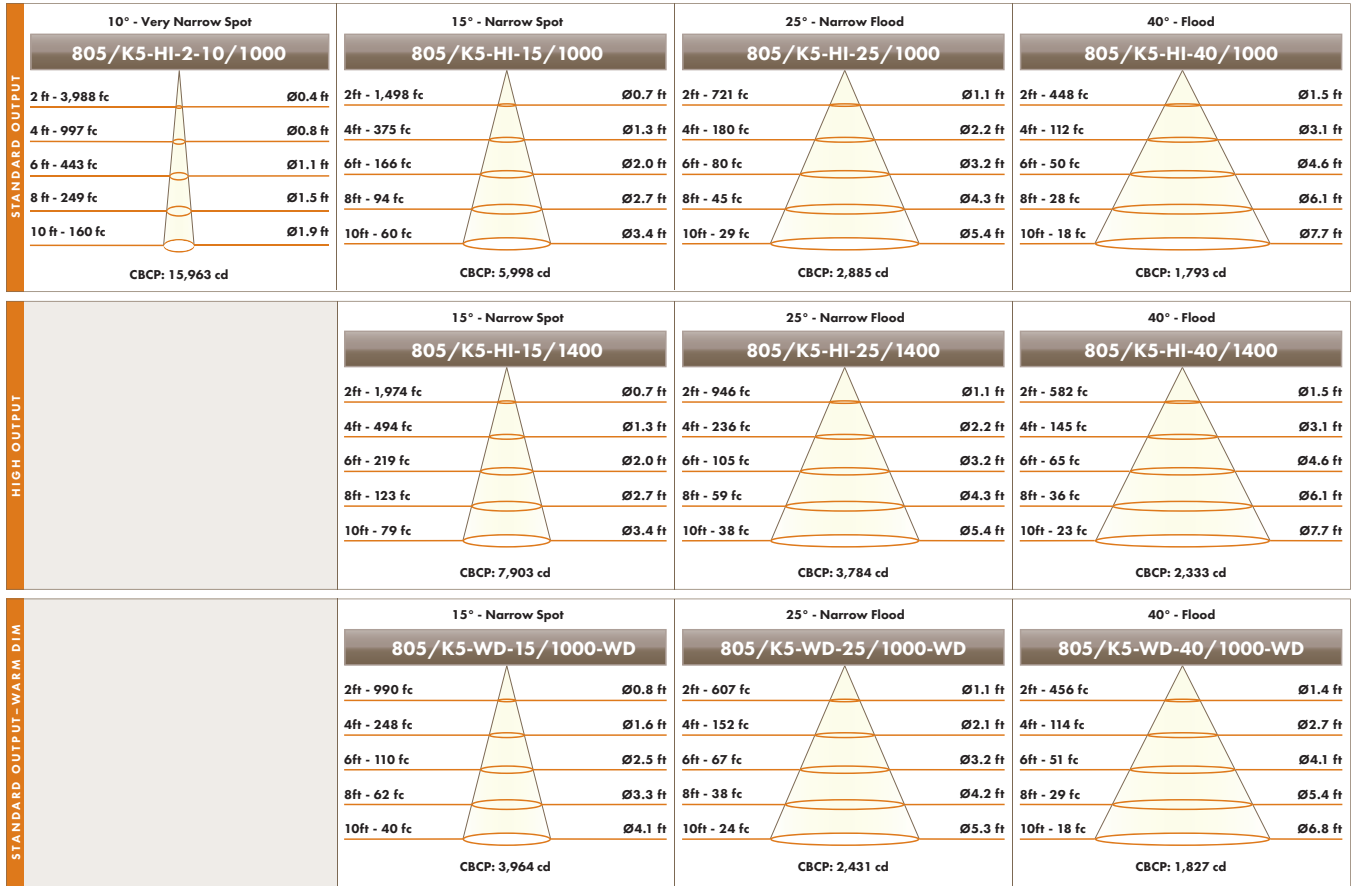 STANDARD OUTPUT
10° - Very Narrow Spot
805/K5-HI-2-10/1000
2 ft - 3,988 fc Ø0.4 ft
4 ft - 997 fc Ø0.8 ft
6 ft - 443 fc Ø1.1 ft
8 ft - 249 fc Ø1.5 ft
10 ft - 160 fc Ø1.9 ft
CBCP: 15,963 cd
15° - Narrow Spot
805/K5-HI-15/1000
2ft - 1,498 fc Ø0.7 ft
4ft - 375 fc Ø1.3 ft
6ft - 166 fc Ø2.0 ft
8ft - 94 fc Ø2.7 ft
10ft - 60 fc Ø3.4 ft
CBCP: 5,998 cd
25° - Narrow Flood
805/K5-HI-25/1000
2ft - 721 fc Ø1.1 ft
4ft - 180 fc Ø2.2 ft
6ft - 80 fc Ø3.2 ft
8ft - 45 fc Ø4.3 ft
10ft - 29 fc Ø5.4 ft
CBCP: 2,885 cd
40° - Flood
805/K5-HI-40/1000
2ft - 448 fc Ø1.5 ft
4ft - 112 fc Ø3.1 ft
6ft - 50 fc Ø4.6 ft
8ft - 28 fc Ø6.1 ft
10ft - 18 fc Ø7.7 ft
CBCP: 1,793 cd
HIGH OUTPUT
15° - Narrow Spot
805/K5-HI-15/1400
2ft - 1,974 fc Ø0.7 ft
4ft - 494 fc Ø1.3 ft
6ft - 219 fc Ø2.0 ft
8ft - 123 fc Ø2.7 ft
10ft - 79 fc Ø3.4 ft
CBCP: 7,903 cd
25° - Narrow Flood
805/K5-HI-25/1400
2ft - 946 fc Ø1.1 ft
4ft - 236 fc Ø2.2 ft
6ft - 105 fc Ø3.2 ft
8ft - 59 fc Ø4.3 ft
10ft - 38 fc Ø5.4 ft
CBCP: 3,784 cd
40° - Flood
805/K5-HI-40/1400
2ft - 582 fc Ø1.5 ft
4ft - 145 fc Ø3.1 ft
6ft - 65 fc Ø4.6 ft
8ft - 36 fc Ø6.1 ft
10ft - 23 fc Ø7.7 ft
CBCP: 2,333 cd
STANDARD OUTPUT–WARM DIM
15° - Narrow Spot
805/K5-WD-15/1000-WD
2ft - 990 fc Ø0.8 ft
4ft - 248 fc Ø1.6 ft
6ft - 110 fc Ø2.5 ft
8ft - 62 fc Ø3.3 ft
10ft - 40 fc Ø4.1 ft
CBCP: 3,964 cd
25° - Narrow Flood
805/K5-WD-25/1000-WD
2ft - 607 fc Ø1.1 ft
4ft - 152 fc Ø2.1 ft
6ft - 67 fc Ø3.2 ft
8ft - 38 fc Ø4.2 ft
10ft - 24 fc Ø5.3 ft
CBCP: 2,431 cd
40° - Flood
805/K5-WD-40/1000-WD
2ft - 456 fc Ø1.4 ft
4ft - 114 fc Ø2.7 ft
6ft - 51 fc Ø4.1 ft
8ft - 29 fc Ø5.4 ft
10ft - 18 fc Ø6.8 ft
CBCP: 1,827 cd